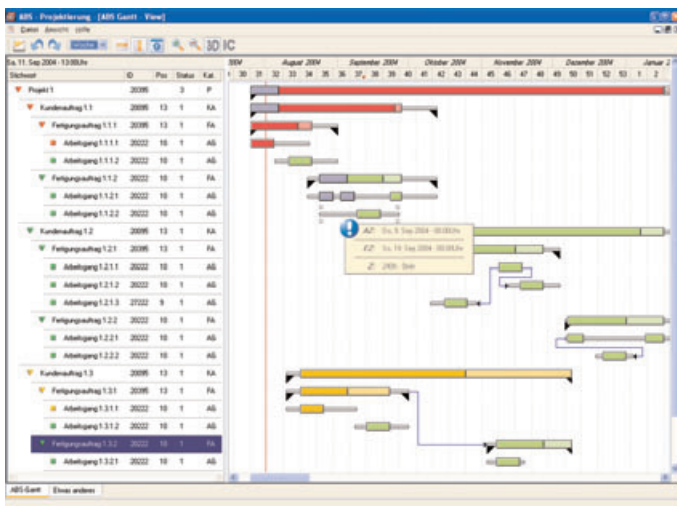 ABS - Projektierung - [ABS Gantt - View]
Datei Ansicht Hilfe
3D IC
Sa, 11. Sep 2004 - 13:00Uhr
Stichwort ID Pos Status Kat.
2004 August 2004 September 2004 Oktober 2004 November 2004 Dezember 2004 Januar 2
30 31 32 33 34 35 36 37 38 39 40 41 42 43 44 45 46 47 48 49 50 51 52 53 1 2
Projekt 1 20395 3 P
Kundenauftrag 1.1 20395 13 1 KA
Fertigungsauftrag 1.1.1 20395 13 1 FA
Arbeitsgang 1.1.1.1 20222 10 1 AG
Arbeitsgang 1.1.1.2 20222 10 1 AG
Fertigungsauftrag 1.1.2 20222 10 1 FA
Arbeitsgang 1.1.2.1 20222 10 1 AG
Arbeitsgang 1.1.2.2 20222 10 1 AG
Kundenauftrag 1.2 20395 13 1 KA
Fertigungsauftrag 1.2.1 20395 13 1 FA
Arbeitsgang 1.2.1.1 20222 10 1 AG
Arbeitsgang 1.2.1.2 20222 10 1 AG
Arbeitsgang 1.2.1.3 27222 9 1 AG
Fertigungsauftrag 1.2.2 20222 10 1 FA
Arbeitsgang 1.2.2.1 20222 10 1 AG
Arbeitsgang 1.2.2.2 20222 10 1 AG
Kundenauftrag 1.3 20395 13 1 KA
Fertigungsauftrag 1.3.1 20395 13 1 FA
Arbeitsgang 1.3.1.1 20222 10 1 AG
Arbeitsgang 1.3.1.2 20222 10 1 AG
Fertigungsauftrag 1.3.2 20222 10 1 FA
Arbeitsgang 1.3.2.1 20222 10 1 AG
AZ:
EZ:
Z:
ABS-Gantt Etwas anderes